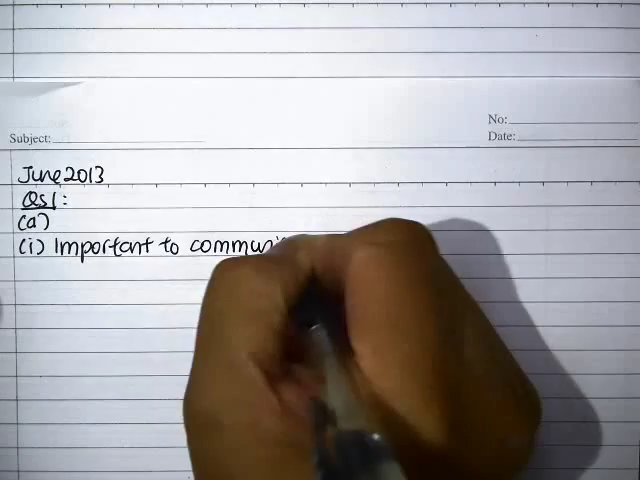 No:
Subject:
Date:
June 2013
Qs1:
(a)
(i) Important to